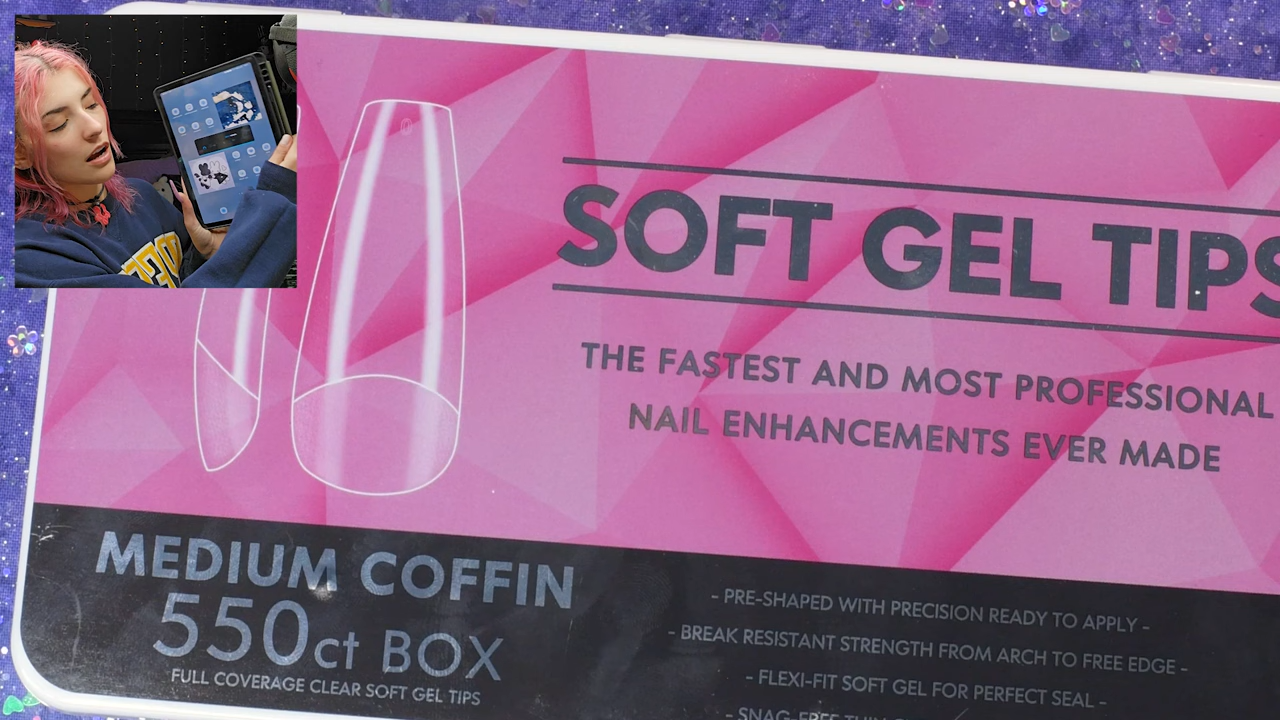 SOFT GEL TIPS
THE FASTEST AND MOST PROFESSIONAL
NAIL ENHANCEMENTS EVER MADE
MEDIUM COFFIN
550ct BOX
FULL COVERAGE CLEAR SOFT GEL TIPS
- PRE-SHAPED WITH PRECISION READY TO APPLY -
- BREAK RESISTANT STRENGTH FROM ARCH TO FREE EDGE -
- FLEXI-FIT SOFT GEL FOR PERFECT SEAL -
- SNAG-FREE